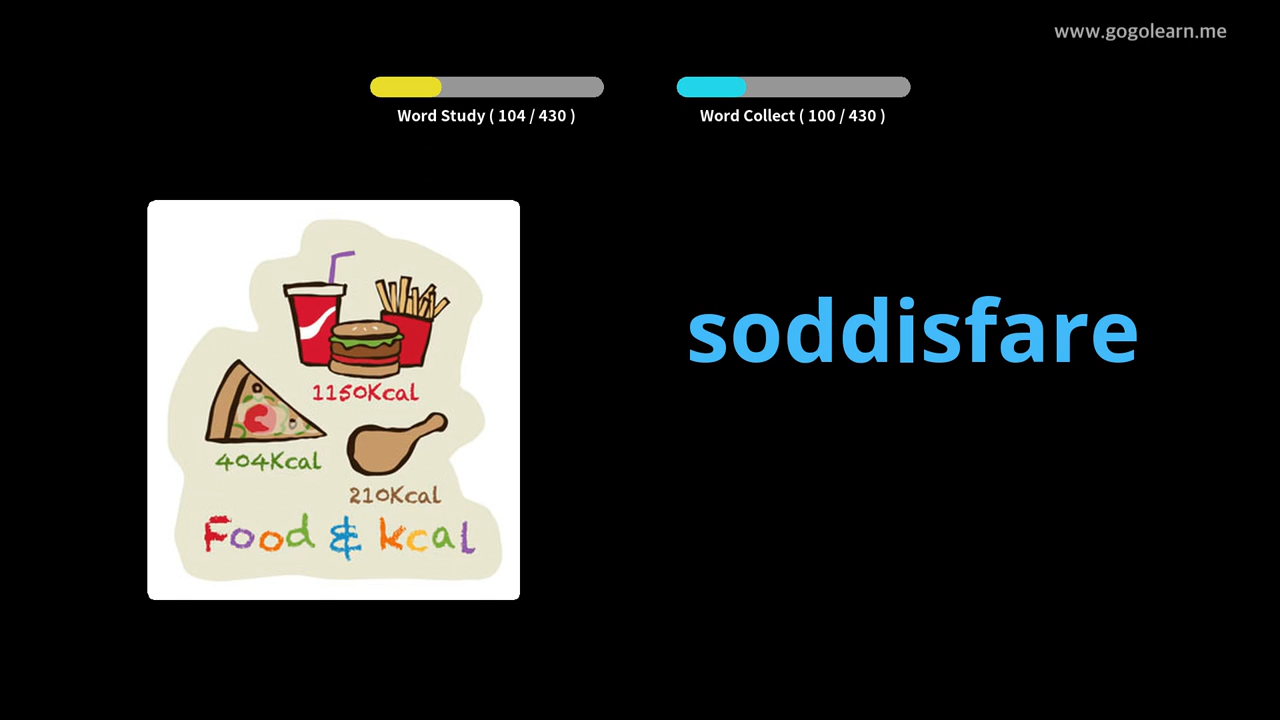 www.gogolearn.me
Word Study ( 104 / 430 )
Word Collect ( 100 / 430 )
1150Kcal
404Kcal
210Kcal
Food & kcal
soddisfare